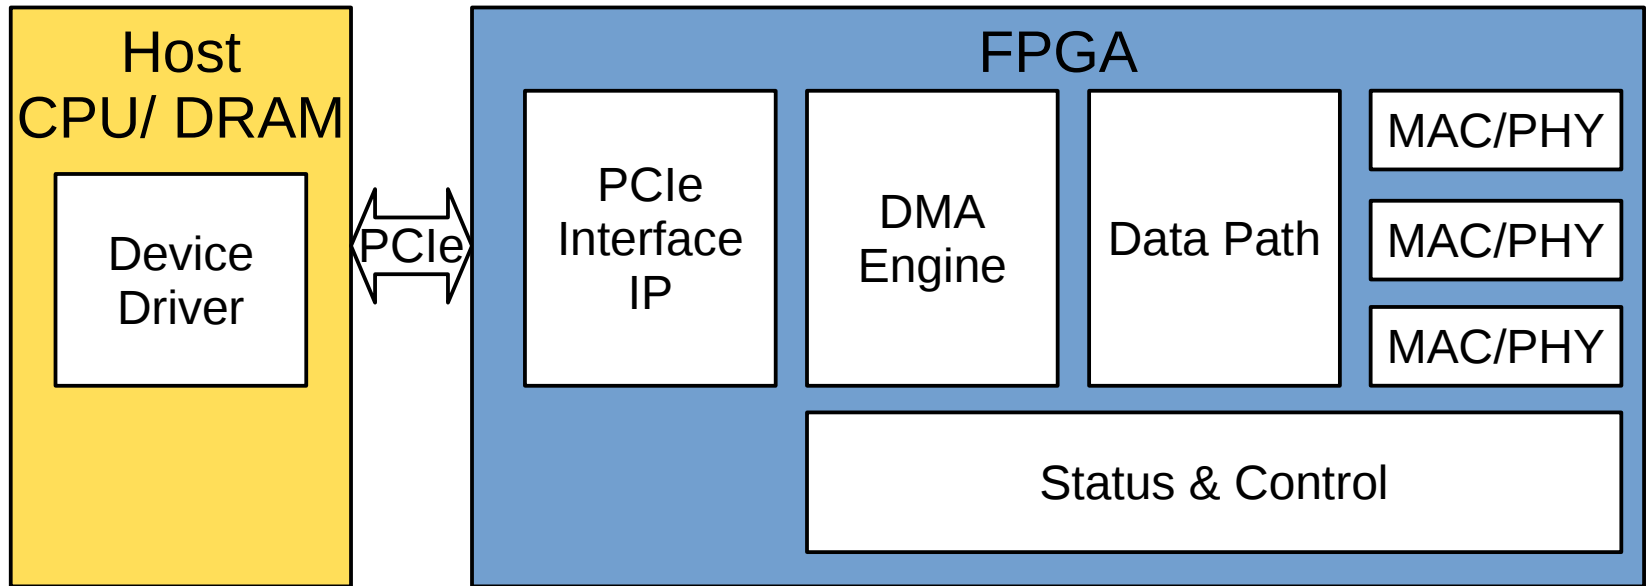 Host
CPU/ DRAM
Device
Driver
PCIe
FPGA
PCIe
Interface
IP
DMA
Engine
Data Path
MAC/PHY
MAC/PHY
MAC/PHY
Status & Control